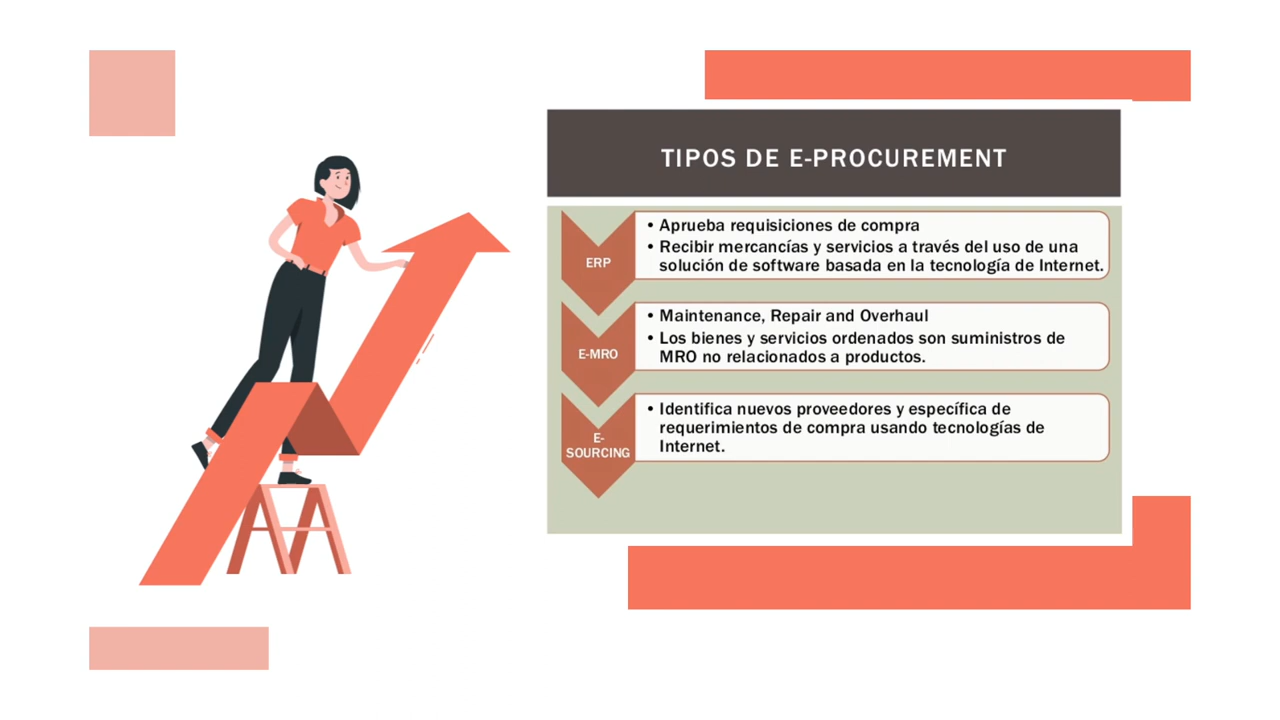 TIPOS DE E-PROCUREMENT
ERP
• Aprueba requisiciones de compra
• Recibir mercancías y servicios a través del uso de una
solución de software basada en la tecnología de Internet.
E-MRO
• Maintenance, Repair and Overhaul
• Los bienes y servicios ordenados son suministros de
MRO no relacionados a productos.
E-
SOURCING
• Identifica nuevos proveedores y específica de
requerimientos de compra usando tecnologías de
Internet.